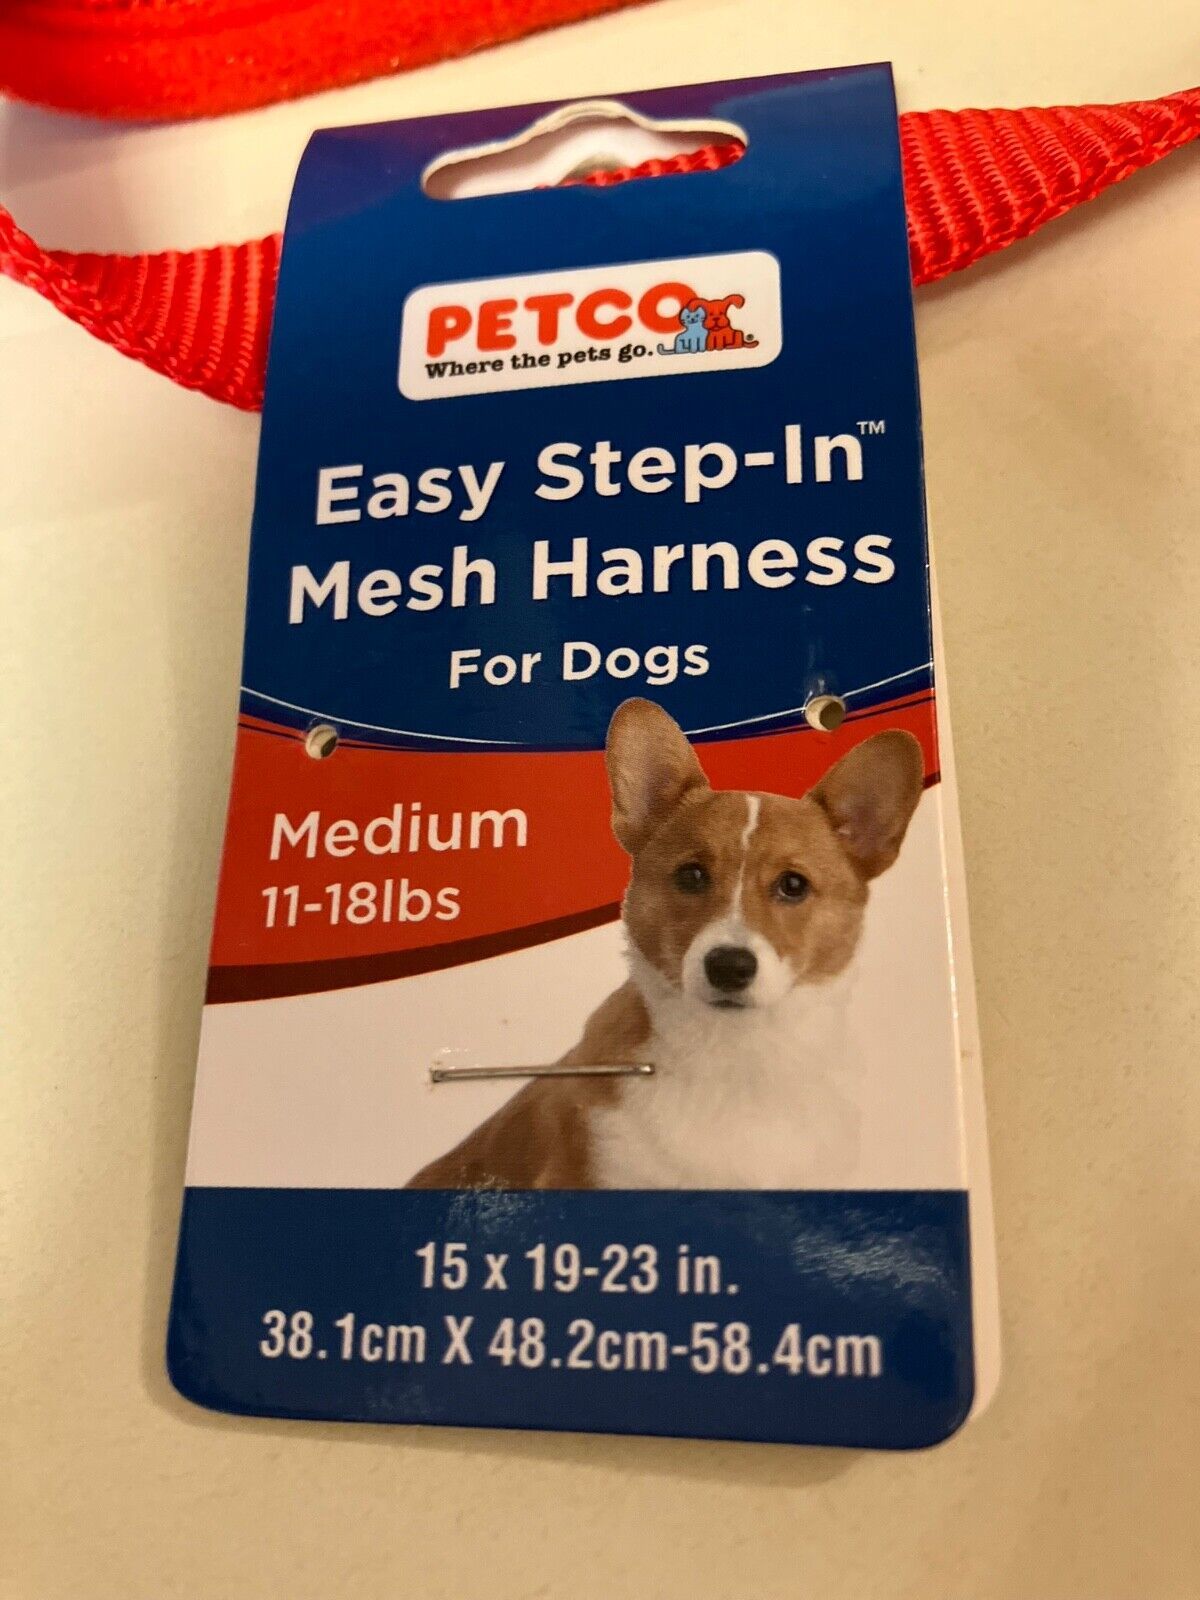 PETCO
Where the pets go.®
Easy Step-In™
Mesh Harness
For Dogs
Medium
11-18lbs
15 x 19-23 in.
38.1cm X 48.2cm-58.4cm